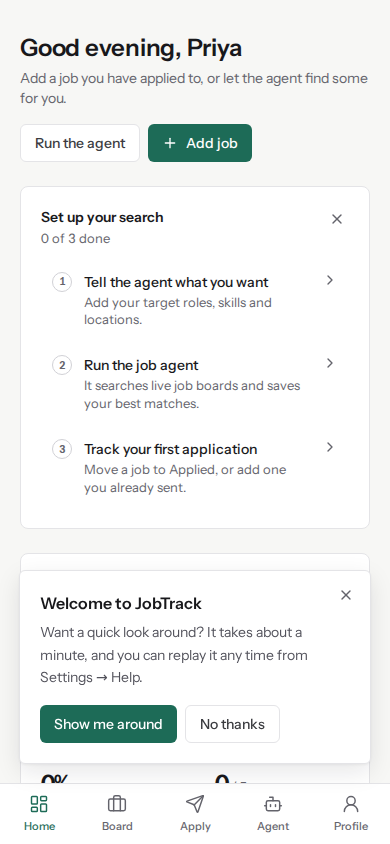 Good evening, Priya
Add a job you have applied to, or let the agent find some
for you.
Run the agent
Add job
Set up your search
0 of 3 done
1
Tell the agent what you want
Add your target roles, skills and
locations.
2
Run the job agent
It searches live job boards and saves
your best matches.
3
Track your first application
Move a job to Applied, or add one
you already sent.
Welcome to JobTrack
Want a quick look around? It takes about a
minute, and you can replay it any time from
Settings → Help.
Show me around
No thanks
0%
Home
Board
Apply
Agent
Profile